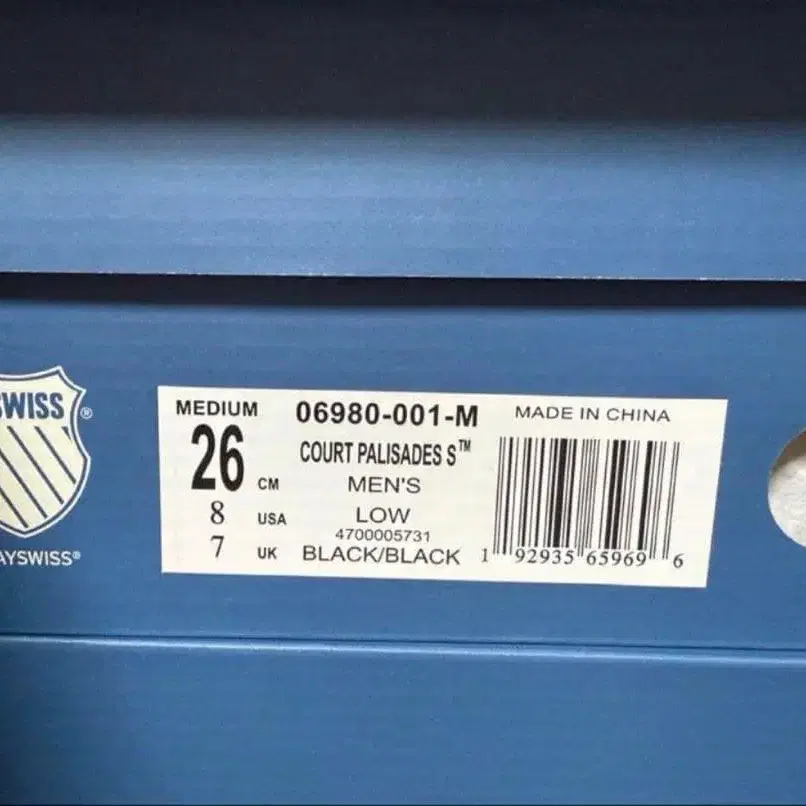 SWISS®
AYSWISS®
MEDIUM
26 CM
8 USA
7 UK
06980-001-M
COURT PALISADES S™
MEN'S
LOW
4700005731
BLACK/BLACK
MADE IN CHINA
1 92935 65969 6